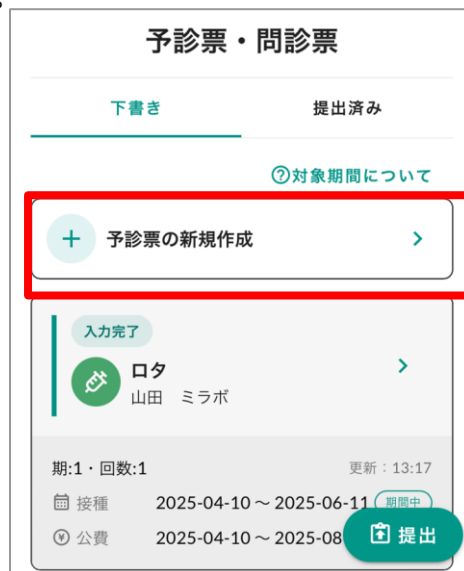 予診票・問診票
下書き 提出済み
?対象期間について
+ 予診票の新規作成
入力完了
ロタ
山田 ミラボ
期:1・回数:1 更新:13:17
接種 2025-04-10 ~ 2025-06-11 期間中
¥ 公費 2025-04-10 ~ 2025-08
提出